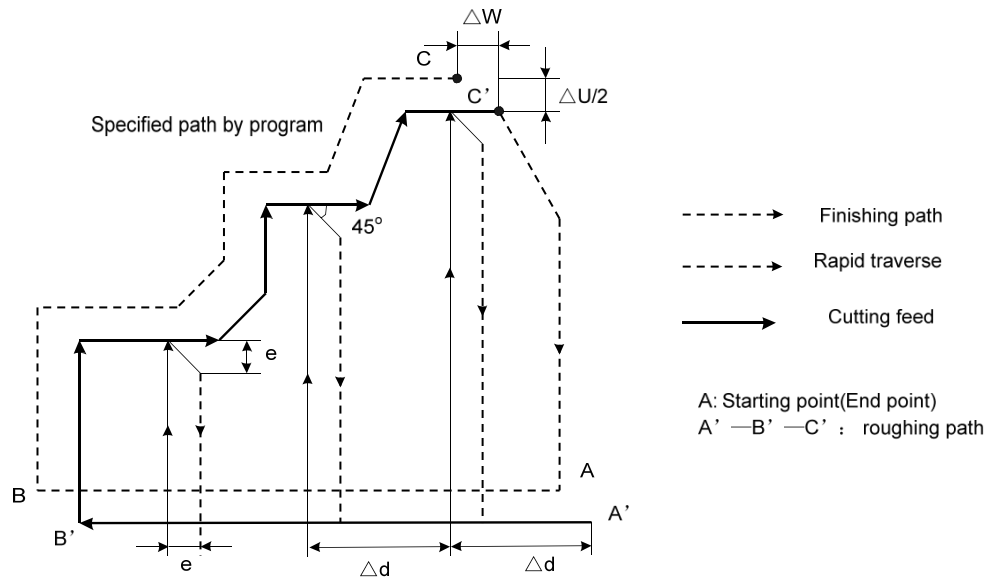 △W
C
C’
△U/2
Specified path by program
45°
Finishing path
Rapid traverse
Cutting feed
e
A: Starting point(End point)
A’ —B’ —C’ : roughing path
A
B
A’
B’
e
△d
△d